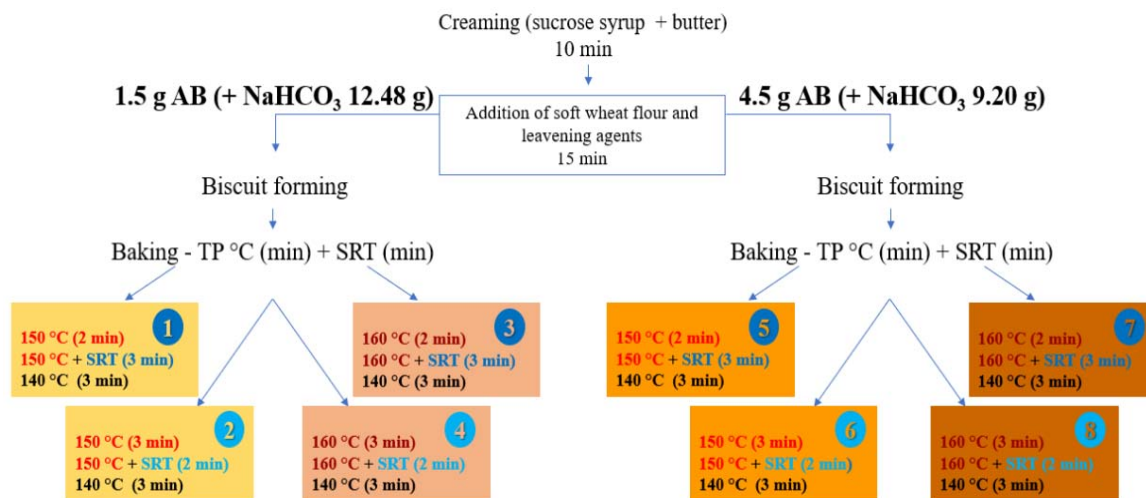 Creaming (sucrose syrup + butter)
10 min
1.5 g AB (+ NaHCO₃ 12.48 g)
Addition of soft wheat flour and
leavening agents
15 min
4.5 g AB (+ NaHCO₃ 9.20 g)
Biscuit forming
Baking - TP °C (min) + SRT (min)
1
150 °C (2 min)
150 °C + SRT (3 min)
140 °C (3 min)
3
160 °C (2 min)
160 °C + SRT (3 min)
140 °C (3 min)
2
150 °C (3 min)
150 °C + SRT (2 min)
140 °C (3 min)
4
160 °C (3 min)
160 °C + SRT (2 min)
140 °C (3 min)
Biscuit forming
Baking - TP °C (min) + SRT (min)
5
150 °C (2 min)
150 °C + SRT (3 min)
140 °C (3 min)
7
160 °C (2 min)
160 °C + SRT (3 min)
140 °C (3 min)
6
150 °C (3 min)
150 °C + SRT (2 min)
140 °C (3 min)
8
160 °C (3 min)
160 °C + SRT (2 min)
140 °C (3 min)